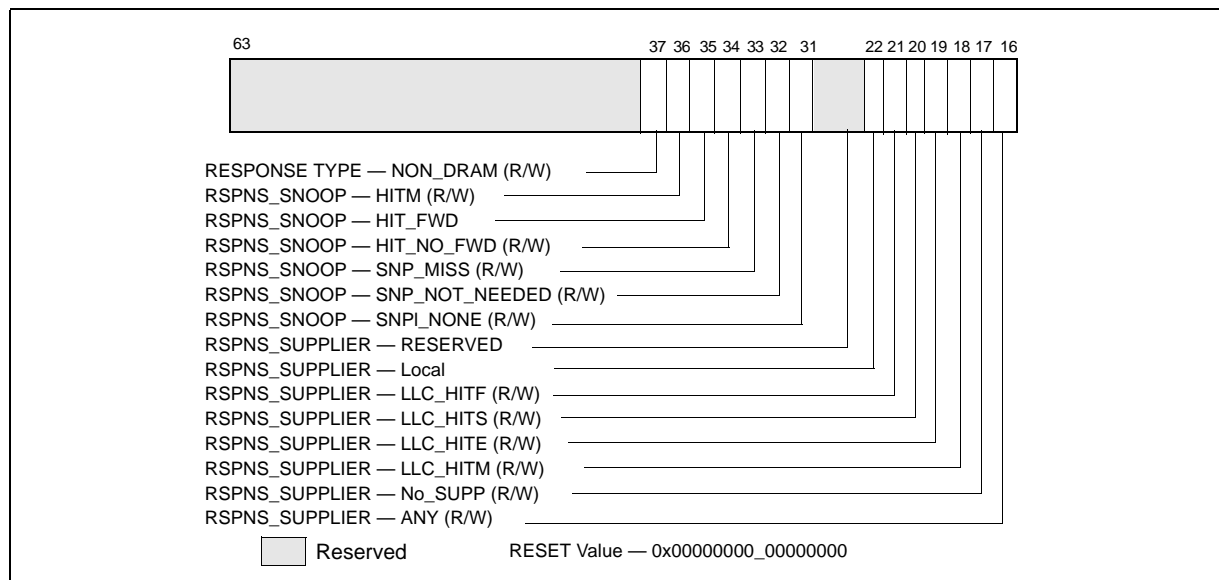 63 37 36 35 34 33 32 31 22 21 20 19 18 17 16
RESPONSE TYPE — NON_DRAM (R/W)
RSPNS_SNOOP — HITM (R/W)
RSPNS_SNOOP — HIT_FWD
RSPNS_SNOOP — HIT_NO_FWD (R/W)
RSPNS_SNOOP — SNP_MISS (R/W)
RSPNS_SNOOP — SNP_NOT_NEEDED (R/W)
RSPNS_SNOOP — SNPl_NONE (R/W)
RSPNS_SUPPLIER — RESERVED
RSPNS_SUPPLIER — Local
RSPNS_SUPPLIER — LLC_HITF (R/W)
RSPNS_SUPPLIER — LLC_HITS (R/W)
RSPNS_SUPPLIER — LLC_HITE (R/W)
RSPNS_SUPPLIER — LLC_HITM (R/W)
RSPNS_SUPPLIER — No_SUPP (R/W)
RSPNS_SUPPLIER — ANY (R/W)
Reserved RESET Value — 0x00000000_00000000